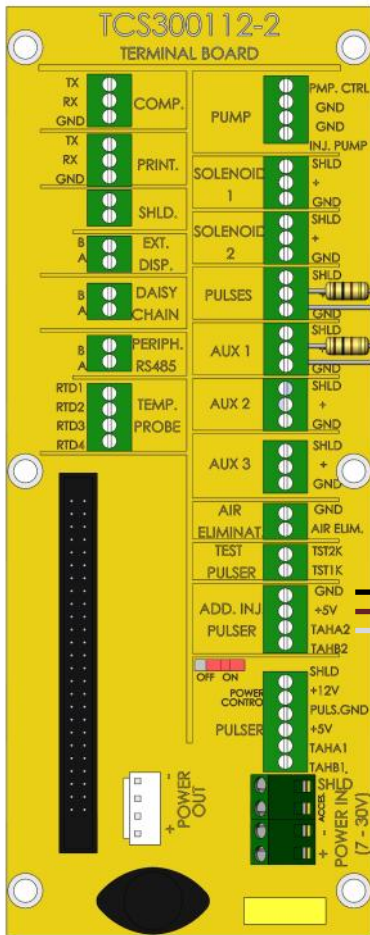 TCS300112-2
TERMINAL BOARD
TX
RX
GND
COMP.
TX
RX
GND
PRINT.
SHLD.
B
A
EXT.
DISP.
B
A
DAISY
CHAIN
B
A
PERIPH.
RS485
RTD1
RTD2
RTD3
RTD4
TEMP.
PROBE
PUMP
PMP. CTRL
GND
GND
INJ. PUMP
SOLENOID
1
SHLD
+
GND
SOLENOID
2
SHLD
+
GND
PULSES
SHLD
GND
AUX 1
SHLD
GND
AUX 2
SHLD
+
GND
AUX 3
SHLD
+
GND
AIR
ELIMINAT.
GND
AIR ELIM.
TEST
PULSER
TST2K
TST1K
ADD. INJ
PULSER
GND
+5V
TAHA2
TAHB2
OFF ON
POWER
CONTRO
PULSER
SHLD
+12V
PULS.GND
+5V
TAHA1
TAHB1,
SHLD
ACCES.
-
+
POWER IN
(7 - 30V)
-
+
POWER
OUT